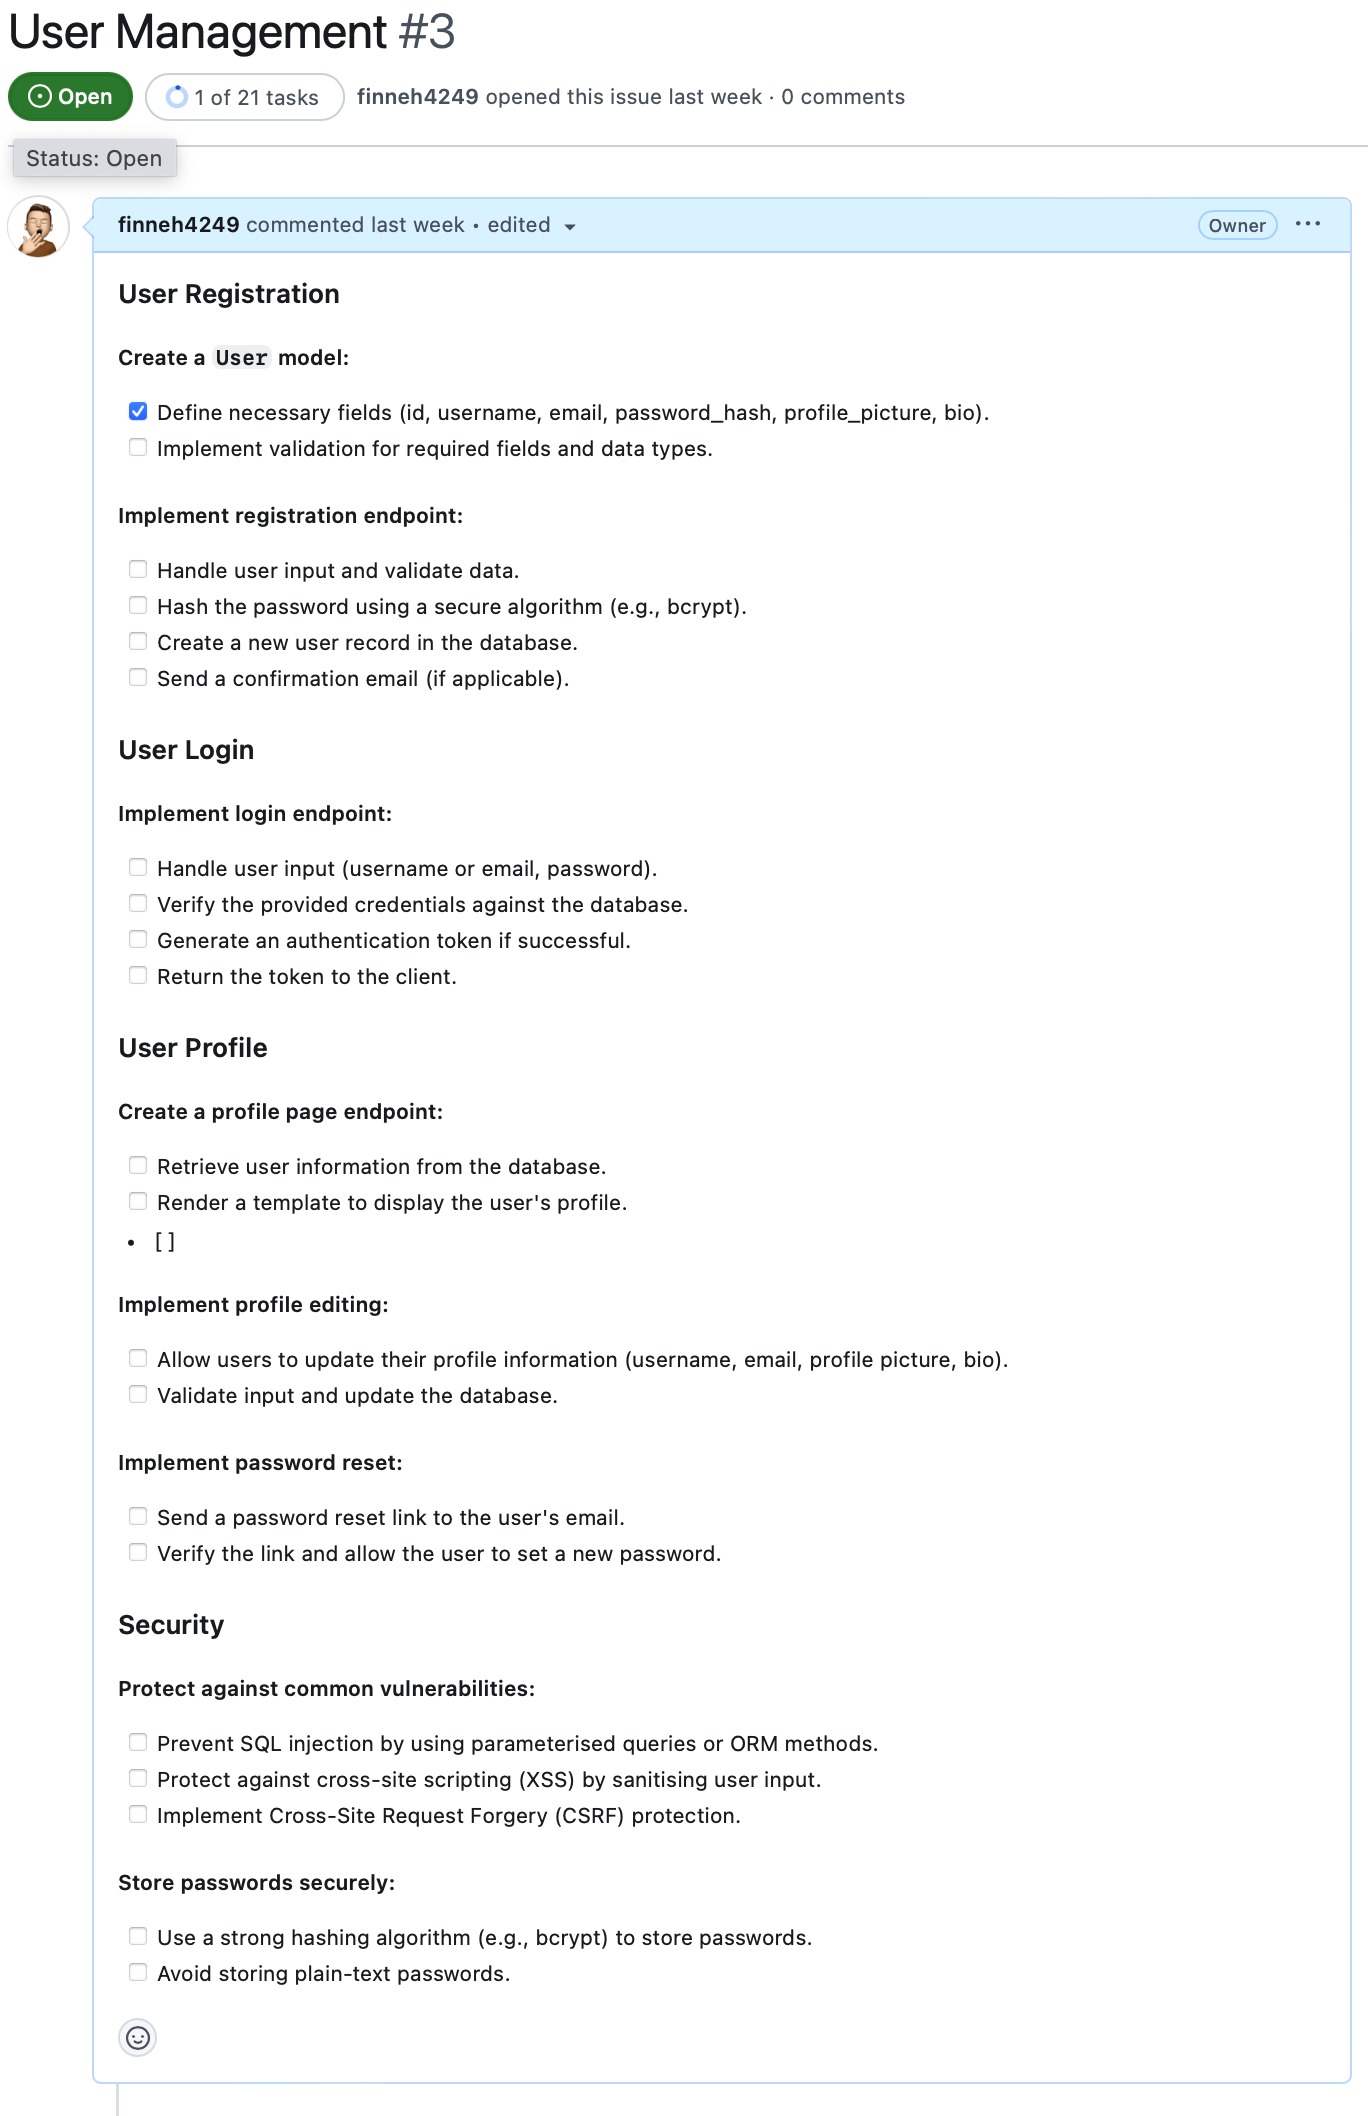 User Management #3
Open
1 of 21 tasks
finneh4249 opened this issue last week · 0 comments
Status: Open
finneh4249 commented last week • edited
Owner
User Registration
Create a User model:
Define necessary fields (id, username, email, password_hash, profile_picture, bio).
Implement validation for required fields and data types.
Implement registration endpoint:
Handle user input and validate data.
Hash the password using a secure algorithm (e.g., bcrypt).
Create a new user record in the database.
Send a confirmation email (if applicable).
User Login
Implement login endpoint:
Handle user input (username or email, password).
Verify the provided credentials against the database.
Generate an authentication token if successful.
Return the token to the client.
User Profile
Create a profile page endpoint:
Retrieve user information from the database.
Render a template to display the user's profile.
• [ ]
Implement profile editing:
Allow users to update their profile information (username, email, profile picture, bio).
Validate input and update the database.
Implement password reset:
Send a password reset link to the user's email.
Verify the link and allow the user to set a new password.
Security
Protect against common vulnerabilities:
Prevent SQL injection by using parameterised queries or ORM methods.
Protect against cross-site scripting (XSS) by sanitising user input.
Implement Cross-Site Request Forgery (CSRF) protection.
Store passwords securely:
Use a strong hashing algorithm (e.g., bcrypt) to store passwords.
Avoid storing plain-text passwords.